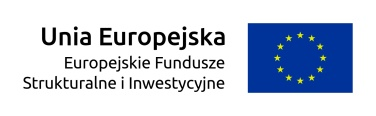 Unia Europejska
Europejskie Fundusze
Strukturalne i Inwestycyjne